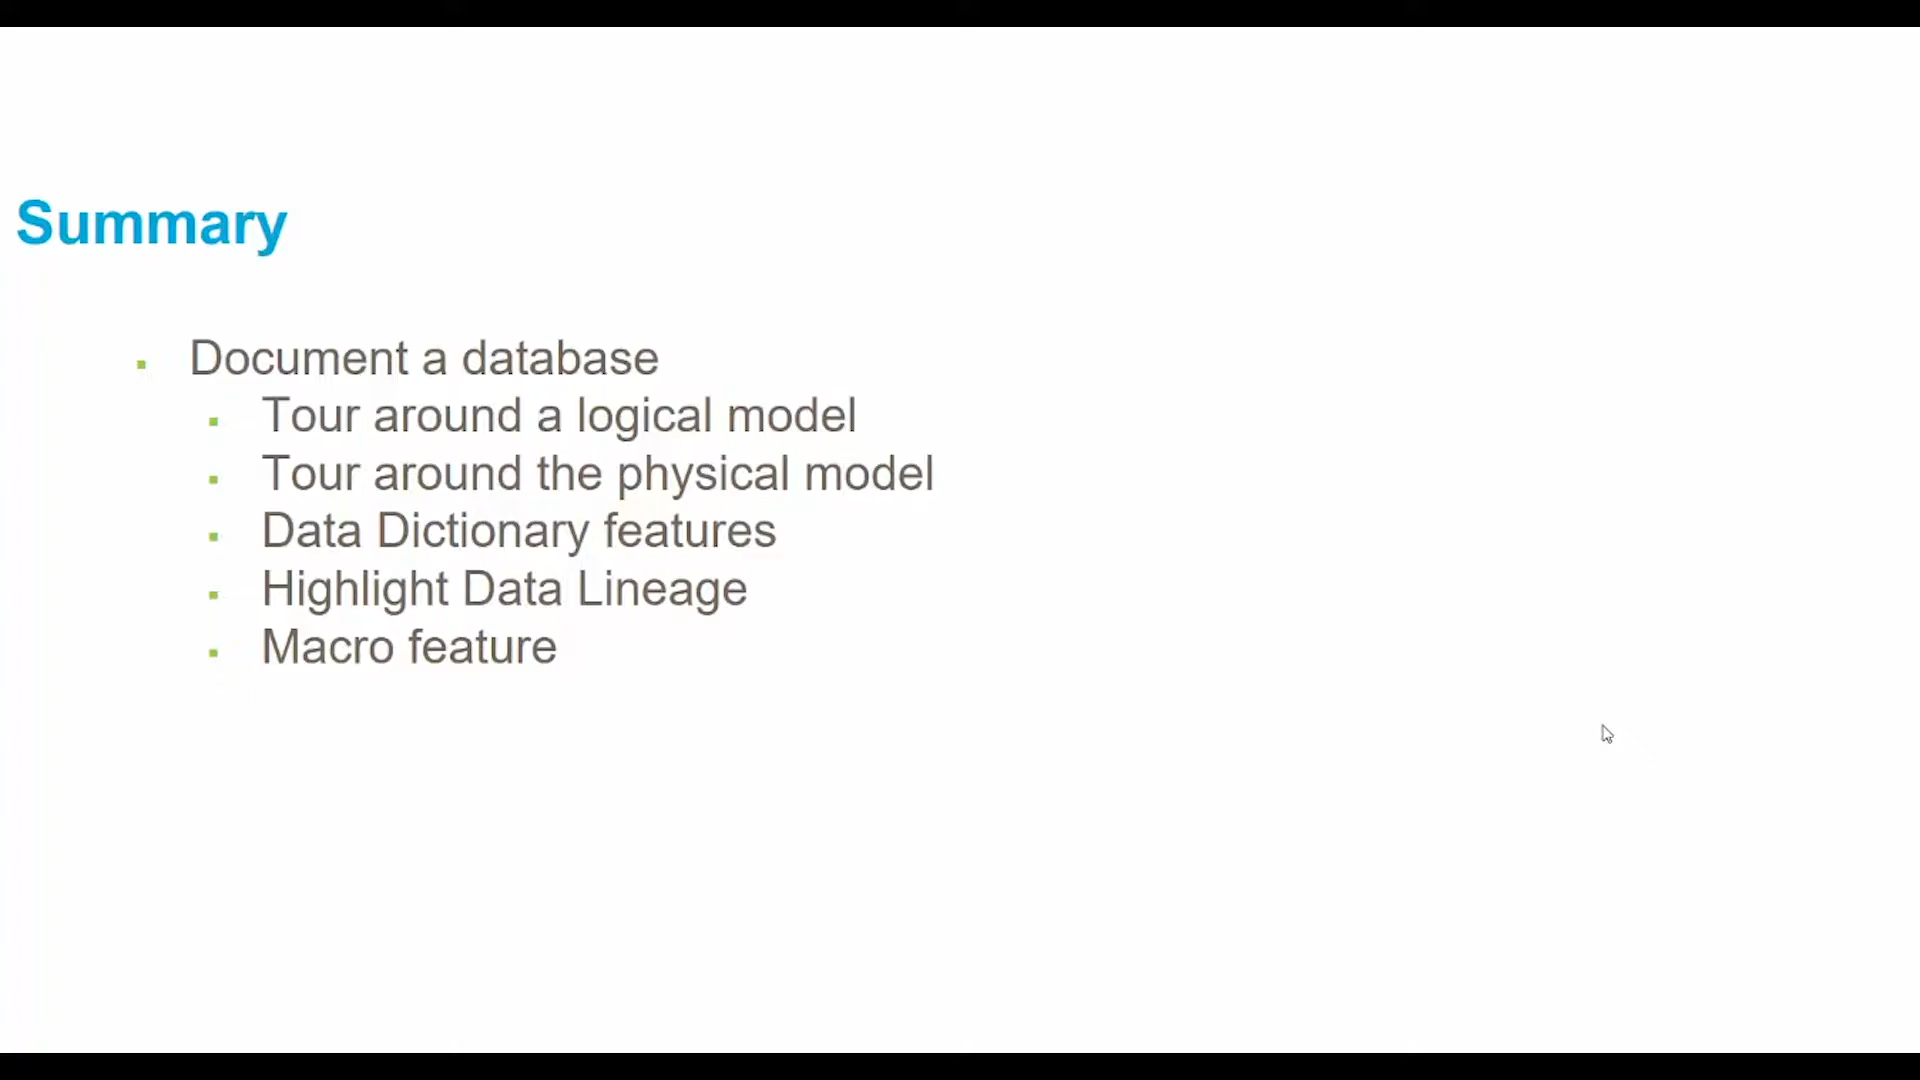 Summary
Document a database
Tour around a logical model
Tour around the physical model
Data Dictionary features
Highlight Data Lineage
Macro feature